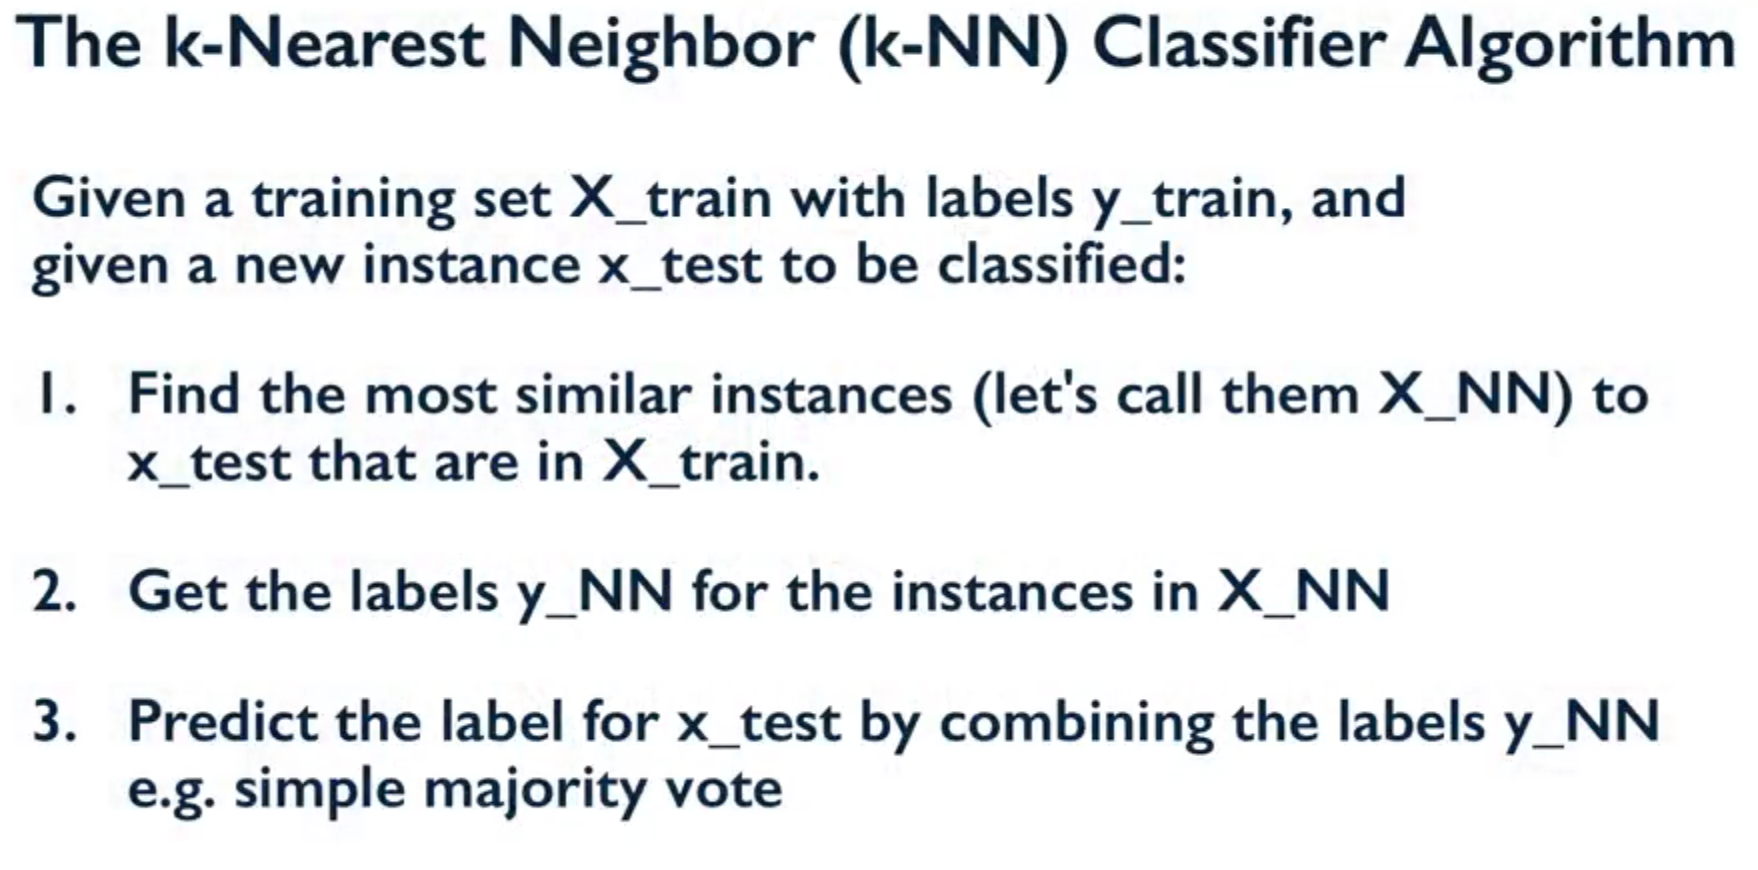 The k-Nearest Neighbor (k-NN) Classifier Algorithm
Given a training set X_train with labels y_train, and
given a new instance x_test to be classified:
1. Find the most similar instances (let's call them X_NN) to
x_test that are in X_train.
2. Get the labels y_NN for the instances in X_NN
3. Predict the label for x_test by combining the labels y_NN
e.g. simple majority vote